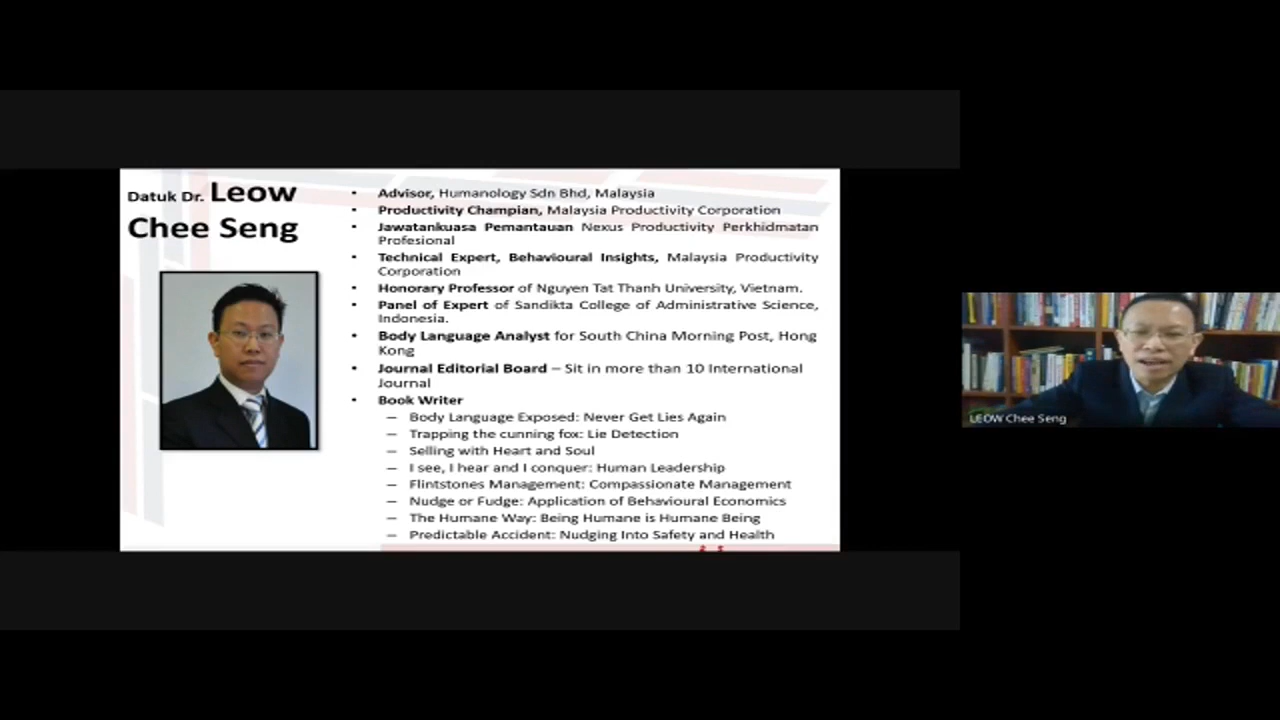 Datuk Dr. Leow
Chee Seng
• Advisor, Humanology Sdn Bhd, Malaysia
• Productivity Champian, Malaysia Productivity Corporation
• Jawatankuasa Pemantauan Nexus Productivity Perkhidmatan
Profesional
• Technical Expert, Behavioural Insights, Malaysia Productivity
Corporation
• Honorary Professor of Nguyen Tat Thanh University, Vietnam.
• Panel of Expert of Sandikta College of Administrative Science,
Indonesia.
• Body Language Analyst for South China Morning Post, Hong
Kong
• Journal Editorial Board – Sit in more than 10 International
Journal
• Book Writer
– Body Language Exposed: Never Get Lies Again
– Trapping the cunning fox: Lie Detection
– Selling with Heart and Soul
– I see, I hear and I conquer: Human Leadership
– Flintstones Management: Compassionate Management
– Nudge or Fudge: Application of Behavioural Economics
– The Humane Way: Being Humane is Humane Being
– Predictable Accident: Nudging Into Safety and Health
LEOW Chee Seng